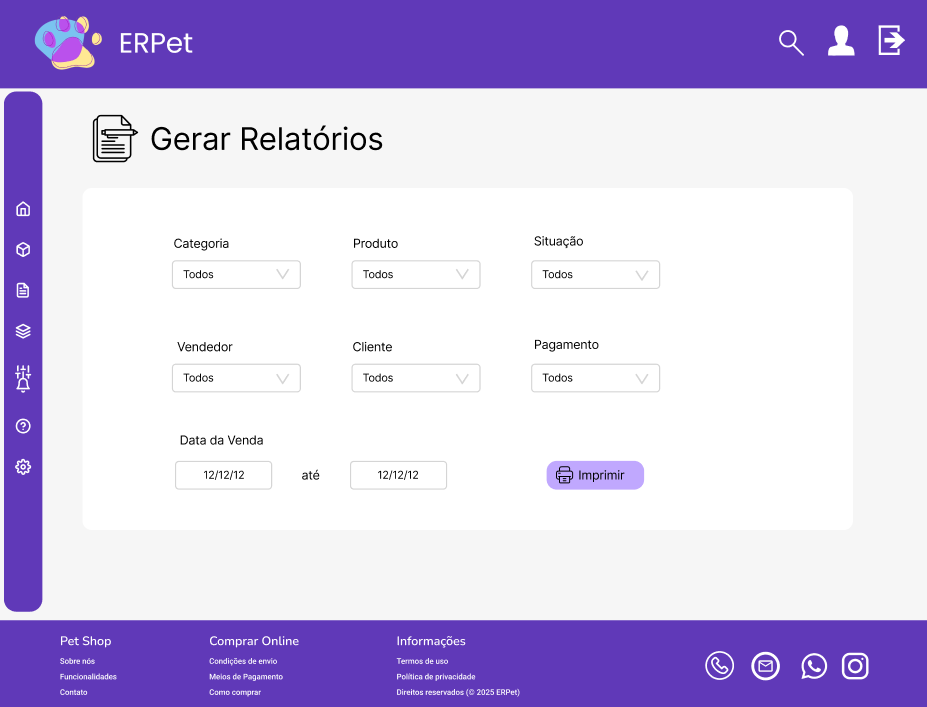 ERPet
Gerar Relatórios
Categoria
Produto
Situação
Todos
Todos
Todos
Vendedor
Cliente
Pagamento
Todos
Todos
Todos
Data da Venda
12/12/12
até
12/12/12
Imprimir
Pet Shop
Comprar Online
Informações
Sobre nós
Condições de envio
Termos de uso
Funcionalidades
Meios de Pagamento
Política de privacidade
Contato
Como comprar
Direitos reservados (© 2025 ERPet)